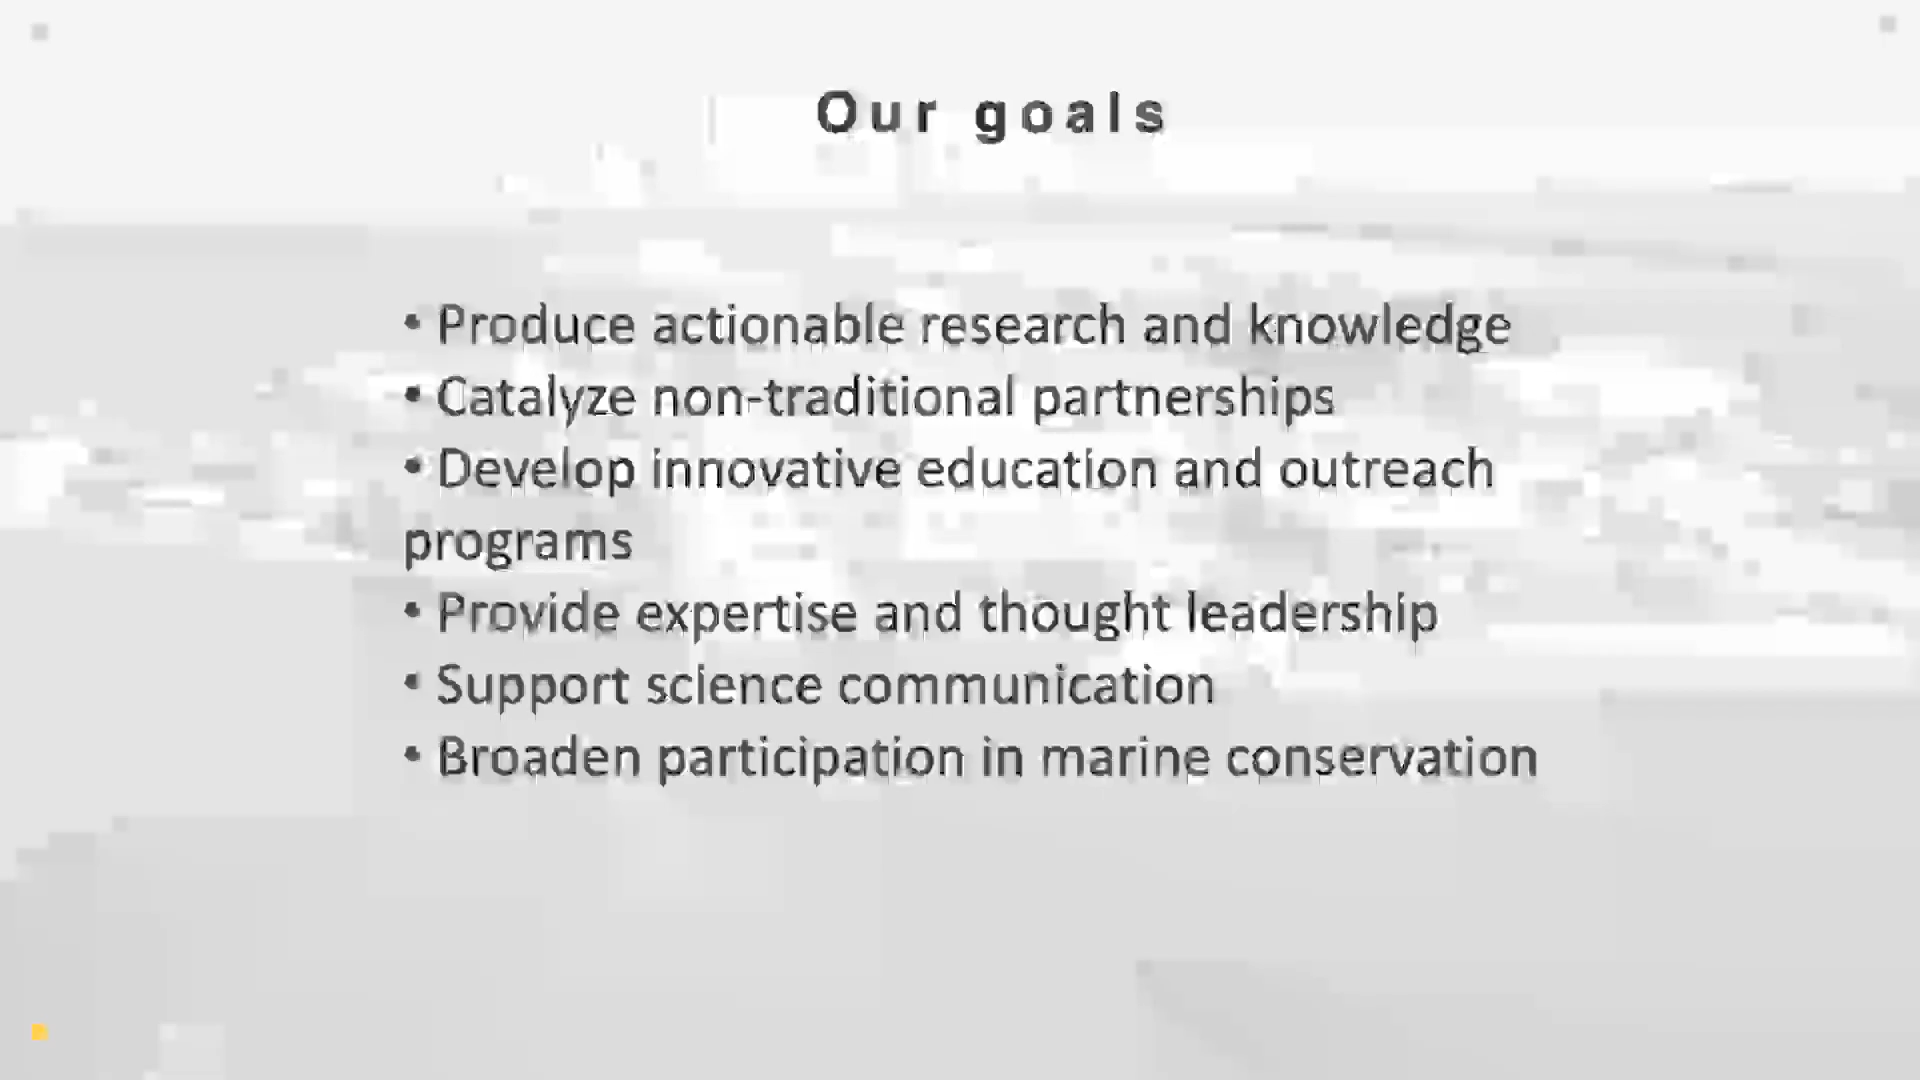 Our goals
• Produce actionable research and knowledge
• Catalyze non-traditional partnerships
• Develop innovative education and outreach
programs
• Provide expertise and thought leadership
• Support science communication
• Broaden participation in marine conservation